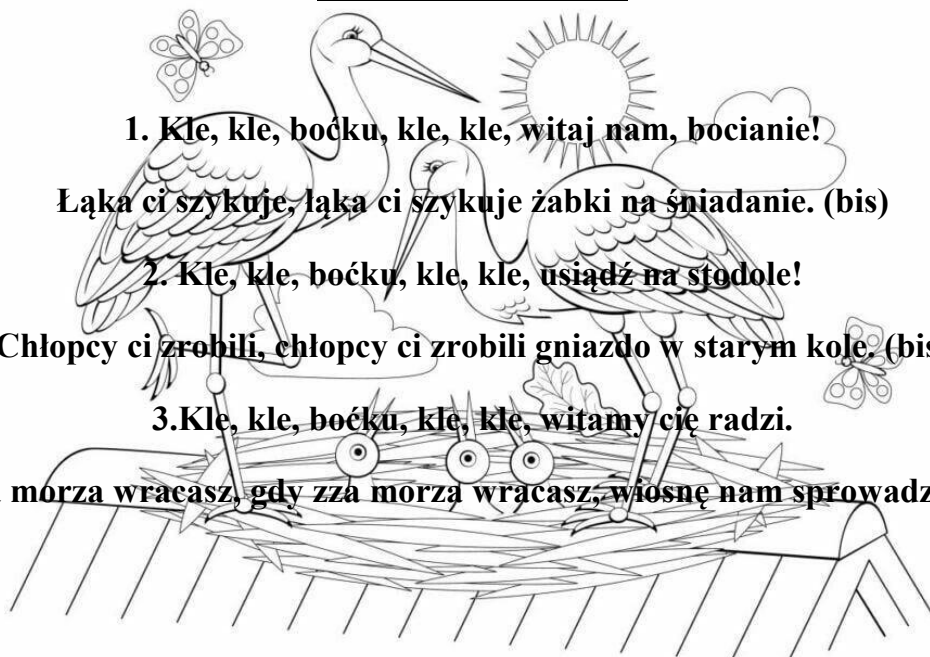 1. Kle, kle, boćku, kle, kle, witaj nam, bocianie!
Łąka ci szykuje, łąka ci szykuje żabki na śniadanie. (bis)
2. Kle, kle, boćku, kle, kle, usiądź na stodole!
Chłopcy ci zrobili, chłopcy ci zrobili gniazdo w starym kole. (bis
3.Kle, kle, boćku, kle, kle, witamy cię radzi.
morza wracasz, gdy zza morza wracasz, wiosnę nam sprowadz